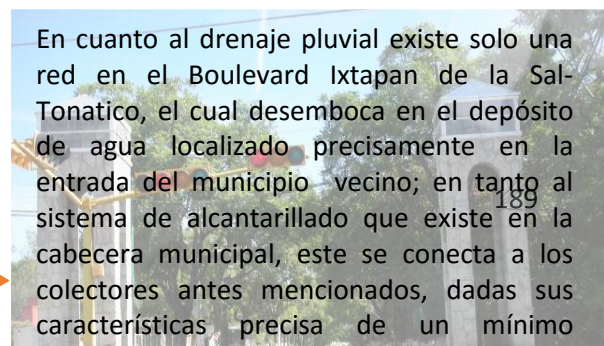 En cuanto al drenaje pluvial existe solo una
red en el Boulevard Ixtapan de la Sal-
Tonatico, el cual desemboca en el depósito
de agua localizado precisamente en la
entrada del municipio vecino; en tanto al
189
sistema de alcantarillado que existe en la
cabecera municipal, este se conecta a los
colectores antes mencionados, dadas sus
características precisa de un mínimo